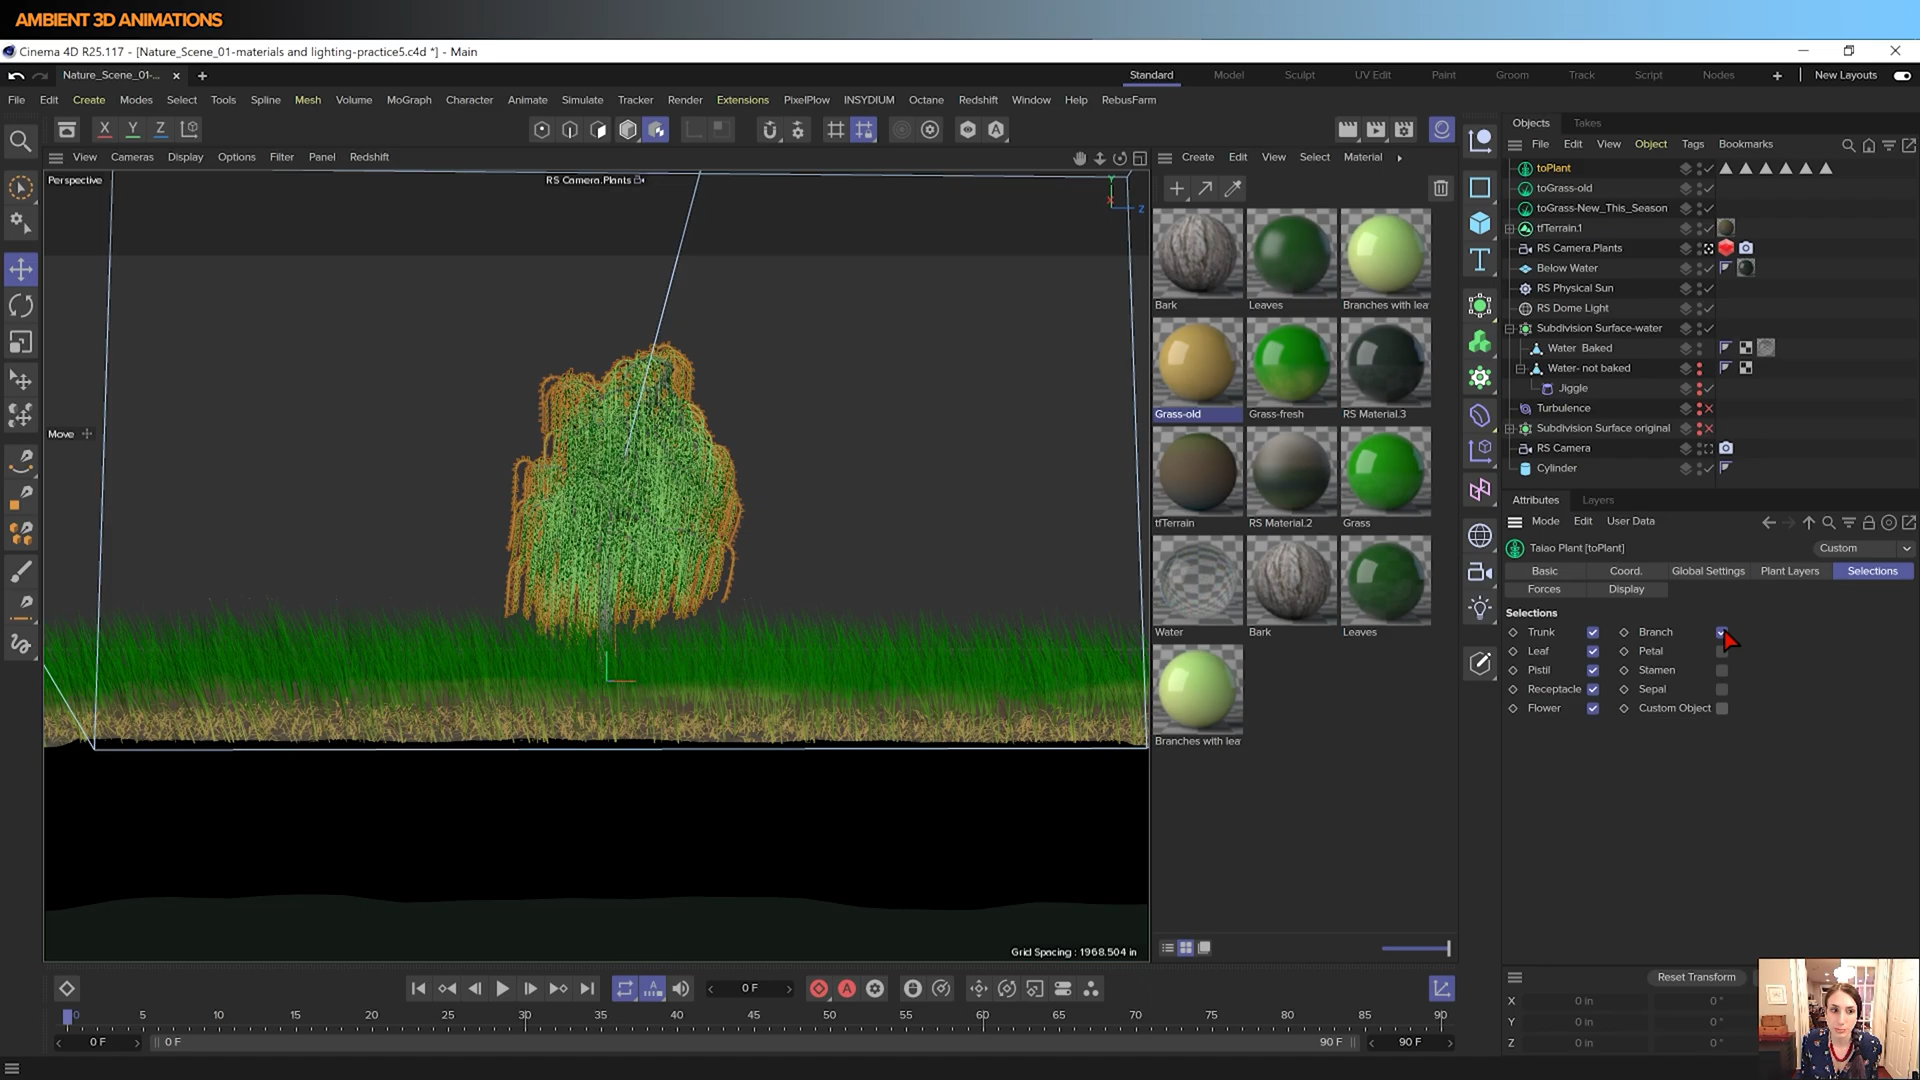 AMBIENT 3D ANIMATIONS
Cinema 4D R25.117 - [Nature_Scene_01-materials and lighting-practice5.c4d *] - Main
Nature_Scene_01-...
Standard Model Sculpt UV Edit Paint Groom Track Script Nodes New Layouts
File Edit Create Modes Select Tools Spline Mesh Volume MoGraph Character Animate Simulate Tracker Render Extensions PixelPlow INSYDIUM Octane Redshift Window Help RebusFarm
X Y Z
View Cameras Display Options Filter Panel Redshift
Perspective
RS Camera.Plants
Y
X
Z
Move
Grid Spacing : 1968.504 in
Create Edit View Select Material
Bark Leaves Branches with lea
Grass-old Grass-fresh RS Material.3
tfTerrain RS Material.2 Grass
Water Bark Leaves
Branches with lea
Objects Takes
File Edit View Object Tags Bookmarks
toPlant
toGrass-old
toGrass-New_This_Season
tfTerrain.1
RS Camera.Plants
Below Water
RS Physical Sun
RS Dome Light
Subdivision Surface-water
Water Baked
Water- not baked
Jiggle
Turbulence
Subdivision Surface original
RS Camera
Cylinder
Attributes Layers
Mode Edit User Data
Taiao Plant [toPlant]
Custom
Basic Coord. Global Settings Plant Layers Selections
Forces Display
Selections
Trunk Branch
Leaf Petal
Pistil Stamen
Receptacle Sepal
Flower Custom Object
0 F
0 5 10 15 20 25 30 35 40 45 50 55 60 65 70 75 80 85 90
0 F 0 F 90 F 90 F
Reset Transform
X 0 in 0 °
Y 0 in 0 °
Z 0 in 0 °